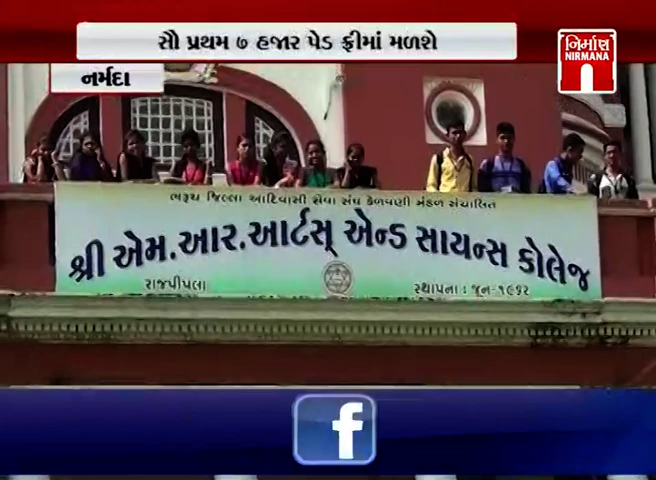 સૌ પ્રથમ ૭ હજાર પેડ ફ્રીમાં મળશે
નિર્માણ
NIRMANA
નર્મદા
ભરૂચ જિલ્લા આદિવાસી સેવા સંઘ કેળવણી મંડળ સંચાલિત
શ્રી એમ.આર.આર્ટસ્ એન્ડ સાયન્સ કોલેજ
રાજપીપલા
સ્થાપના : જૂન-૧૯૬૨
f